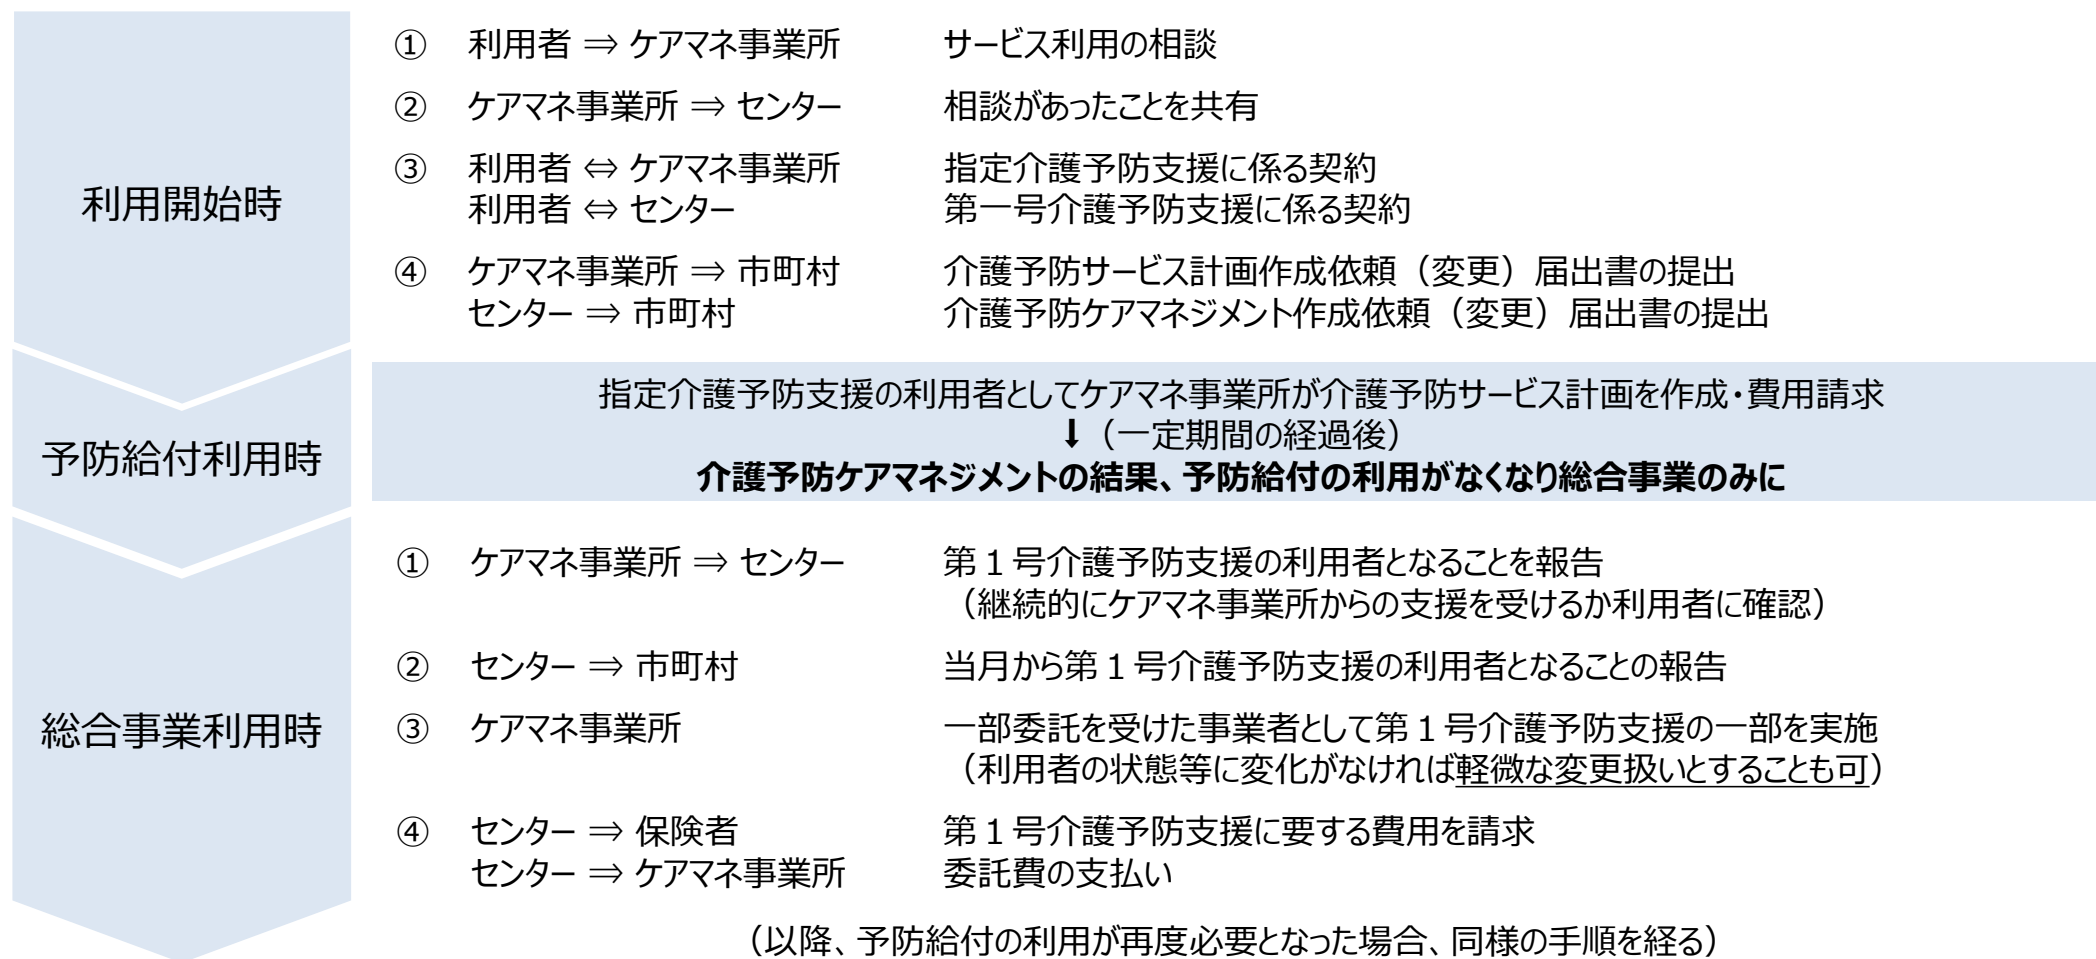 利用開始時
① 利用者 ⇒ ケアマネ事業所 サービス利用の相談
② ケアマネ事業所 ⇒ センター 相談があったことを共有
③ 利用者 ⇔ ケアマネ事業所 指定介護予防支援に係る契約
利用者 ⇔ センター 第一号介護予防支援に係る契約
④ ケアマネ事業所 ⇒ 市町村 介護予防サービス計画作成依頼（変更）届出書の提出
センター ⇒ 市町村 介護予防ケアマネジメント作成依頼（変更）届出書の提出
予防給付利用時
指定介護予防支援の利用者としてケアマネ事業所が介護予防サービス計画を作成・費用請求
⬇（一定期間の経過後）
介護予防ケアマネジメントの結果、予防給付の利用がなくなり総合事業のみに
総合事業利用時
① ケアマネ事業所 ⇒ センター 第１号介護予防支援の利用者となることを報告
（継続的にケアマネ事業所からの支援を受けるか利用者に確認）
② センター ⇒ 市町村 当月から第１号介護予防支援の利用者となることの報告
③ ケアマネ事業所 一部委託を受けた事業者として第１号介護予防支援の一部を実施
（利用者の状態等に変化がなければ軽微な変更扱いとすることも可）
④ センター ⇒ 保険者 第１号介護予防支援に要する費用を請求
センター ⇒ ケアマネ事業所 委託費の支払い
（以降、予防給付の利用が再度必要となった場合、同様の手順を経る）